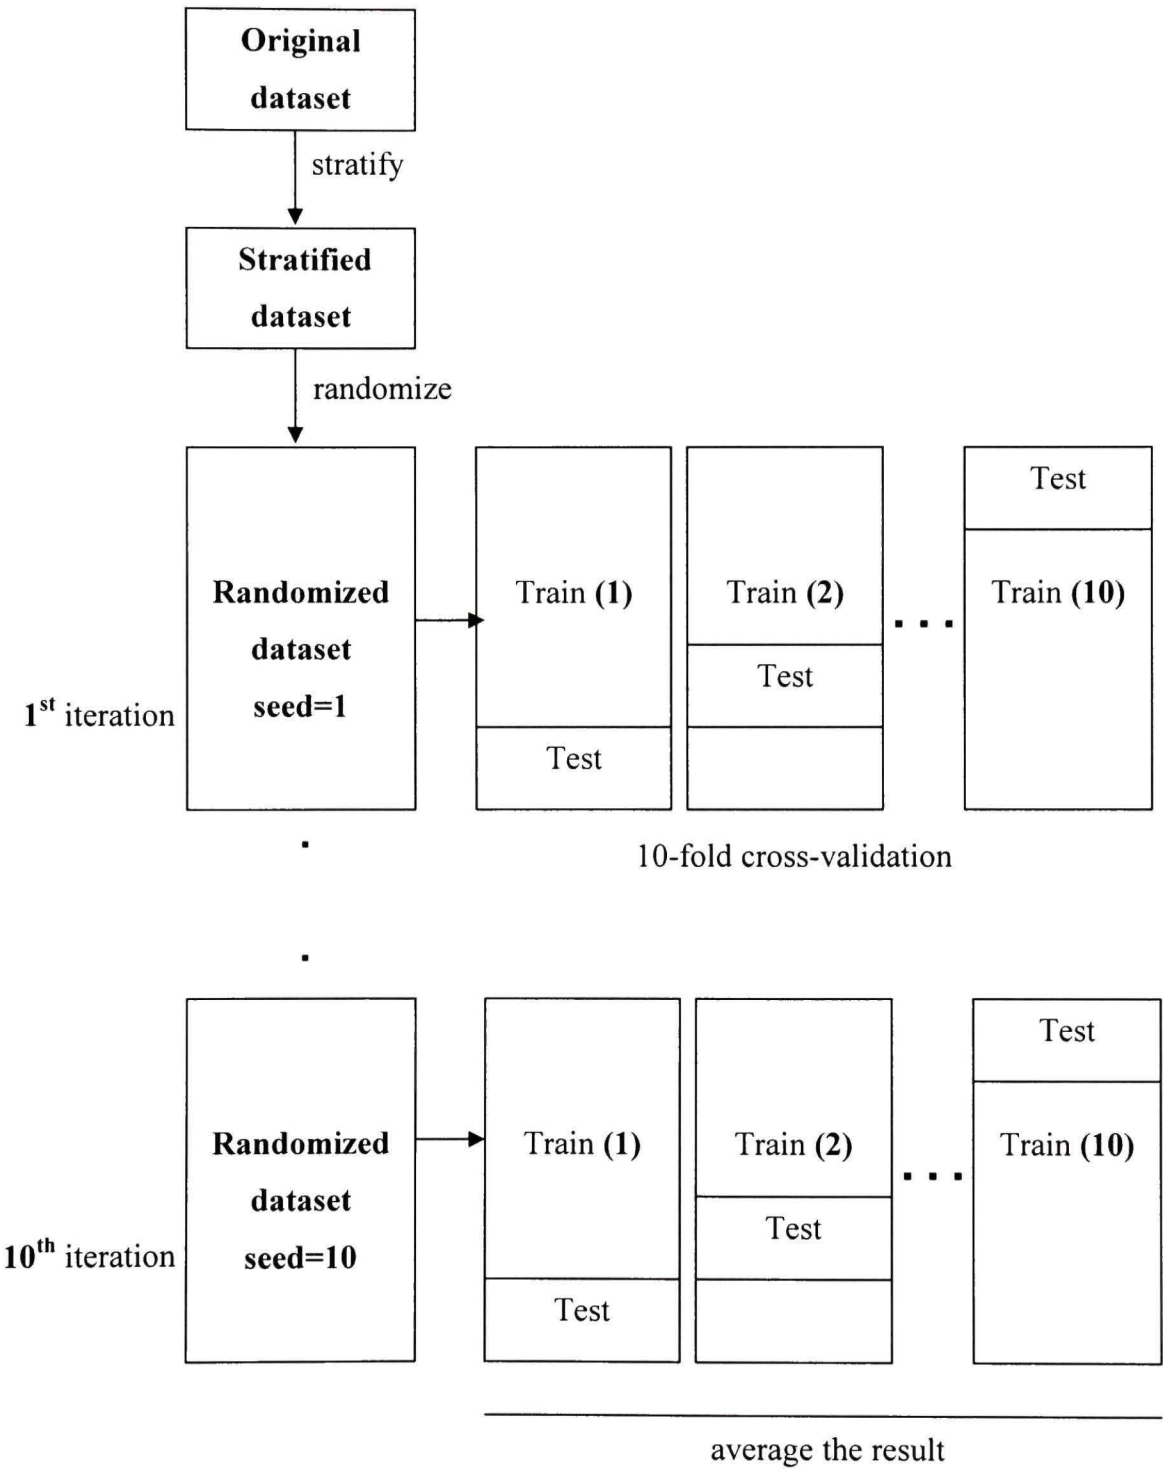 Original
dataset
stratify
Stratified
dataset
randomize
Test
Randomized
dataset
seed=1
Train (1)
Train (2)
Train (10)
Test
1st iteration
Test
10-fold cross-validation
Test
Randomized
dataset
seed=10
Train (1)
Train (2)
Train (10)
Test
10th iteration
Test
average the result